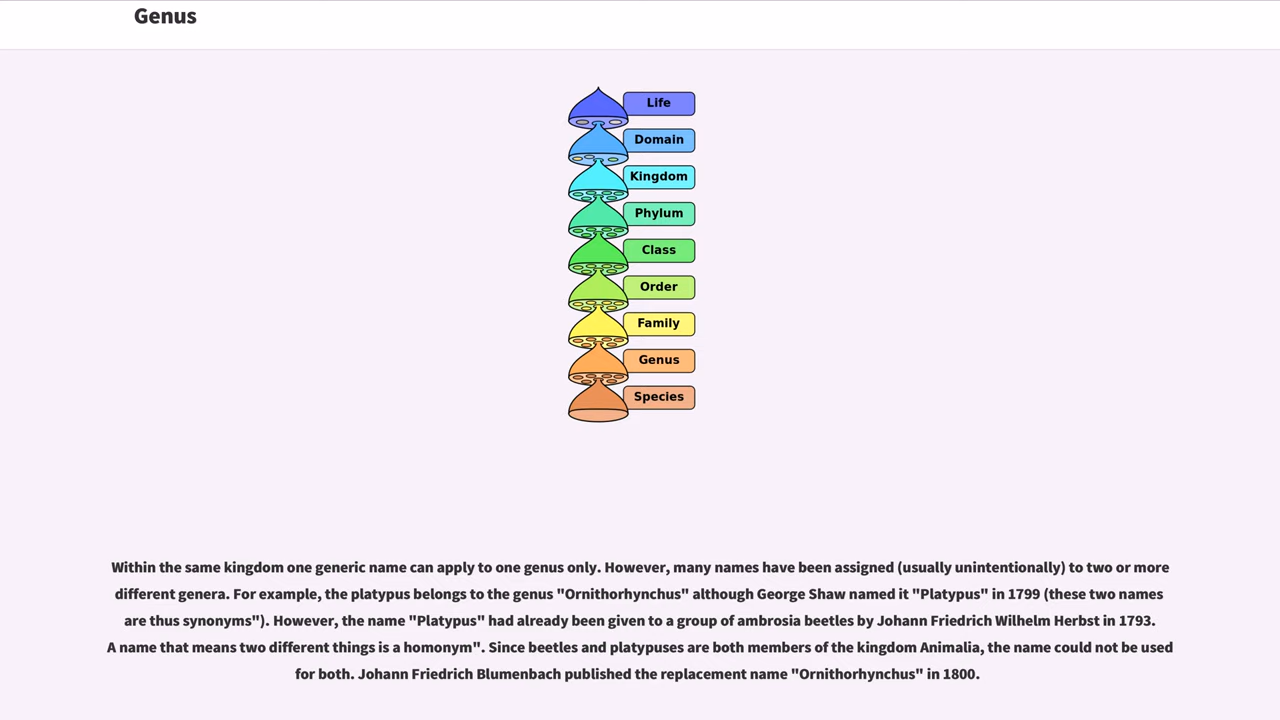 Genus
Life
Domain
Kingdom
Phylum
Class
Order
Family
Genus
Species
Within the same kingdom one generic name can apply to one genus only. However, many names have been assigned (usually unintentionally) to two or more
different genera. For example, the platypus belongs to the genus "Ornithorhynchus" although George Shaw named it "Platypus" in 1799 (these two names
are thus synonyms"). However, the name "Platypus" had already been given to a group of ambrosia beetles by Johann Friedrich Wilhelm Herbst in 1793.
A name that means two different things is a homonym". Since beetles and platypuses are both members of the kingdom Animalia, the name could not be used
for both. Johann Friedrich Blumenbach published the replacement name "Ornithorhynchus" in 1800.